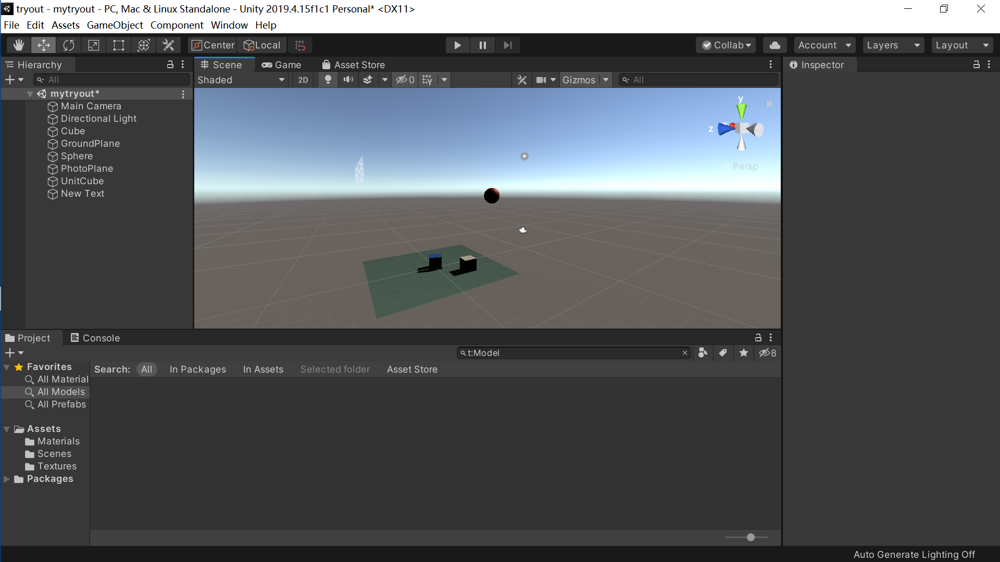 tryout - mytryout - PC, Mac & Linux Standalone - Unity 2019.4.15f1c1 Personal* <DX11>
File Edit Assets GameObject Component Window Help
Center Local Collab Account Layers Layout
Hierarchy
All
mytryout*
Main Camera
Directional Light
Cube
GroundPlane
Sphere
PhotoPlane
UnitCube
New Text
Scene Game Asset Store
Shaded 2D 0 Gizmos All
y
z x
Persp
Inspector
Project Console
t:Model 8
Favorites
All Material
All Models
All Prefabs
Assets
Materials
Scenes
Textures
Packages
Search: All In Packages In Assets Selected folder Asset Store
Auto Generate Lighting Off